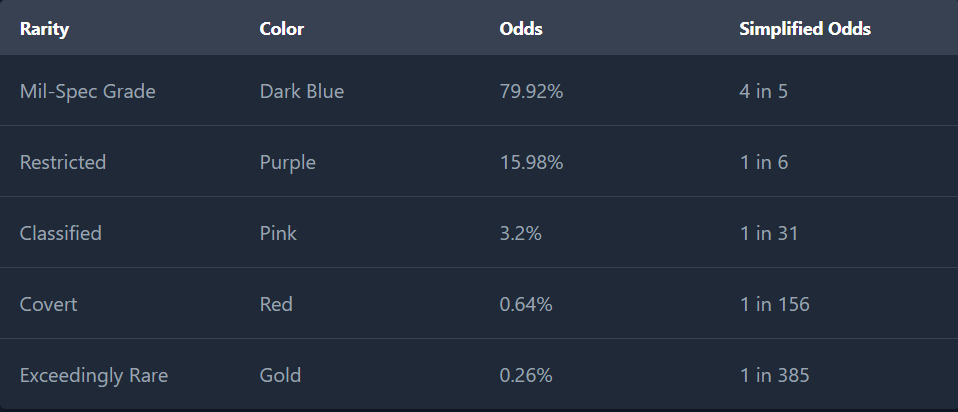 Rarity Color Odds Simplified Odds
Mil-Spec Grade Dark Blue 79.92% 4 in 5
Restricted Purple 15.98% 1 in 6
Classified Pink 3.2% 1 in 31
Covert Red 0.64% 1 in 156
Exceedingly Rare Gold 0.26% 1 in 385